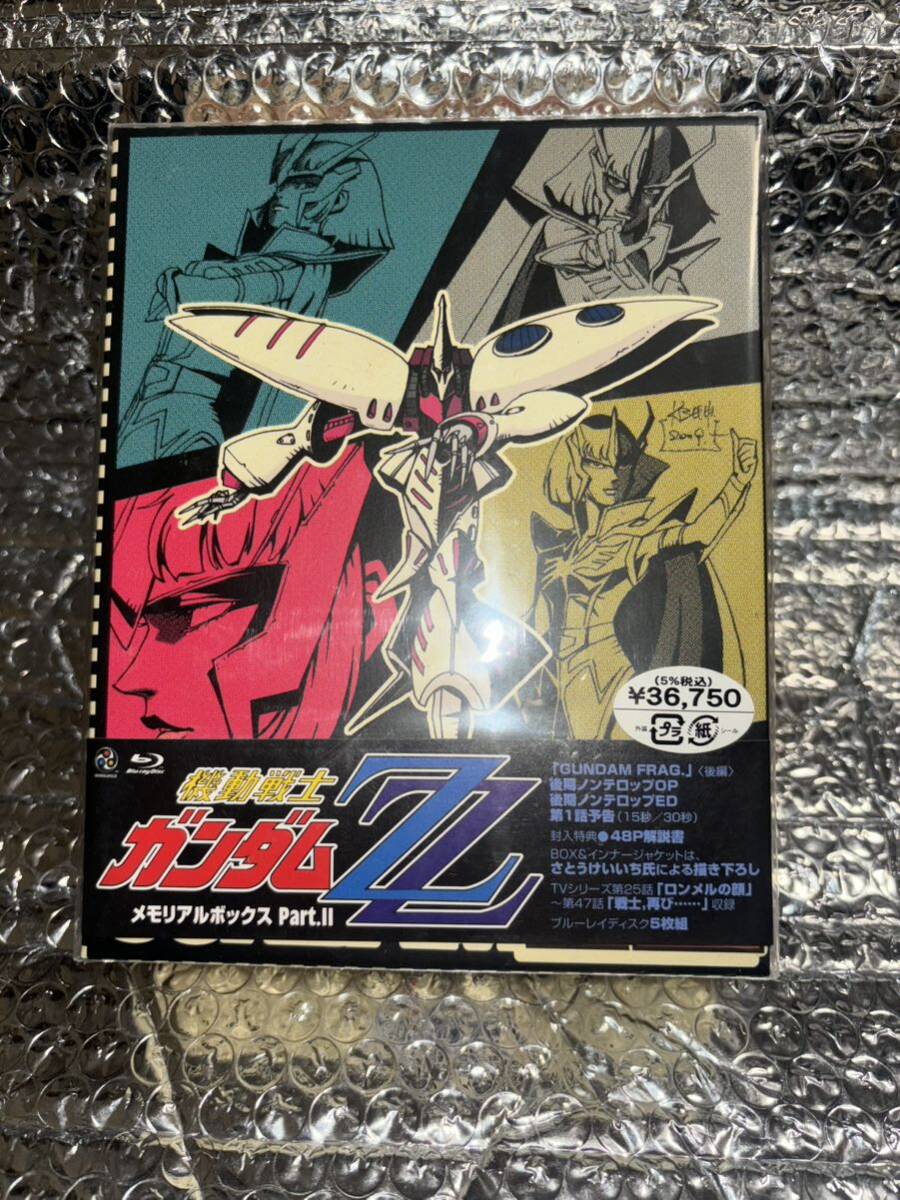 2009
(5%税込)
¥36,750
外装 プラ 紙 シール
Blu-ray Disc
機動戦士
ガンダムZZ
メモリアルボックス Part.II
「GUNDAM FRAG.」〈後編〉
後期ノンテロップOP
後期ノンテロップED
第1話予告(15秒/30秒)
封入特典●48P解説書
BOX&インナージャケットは、
さとうけいいち氏による描き下ろし
TVシリーズ第25話「ロンメルの顔」
~第47話「戦士,再び……」収録
ブルーレイディスク5枚組